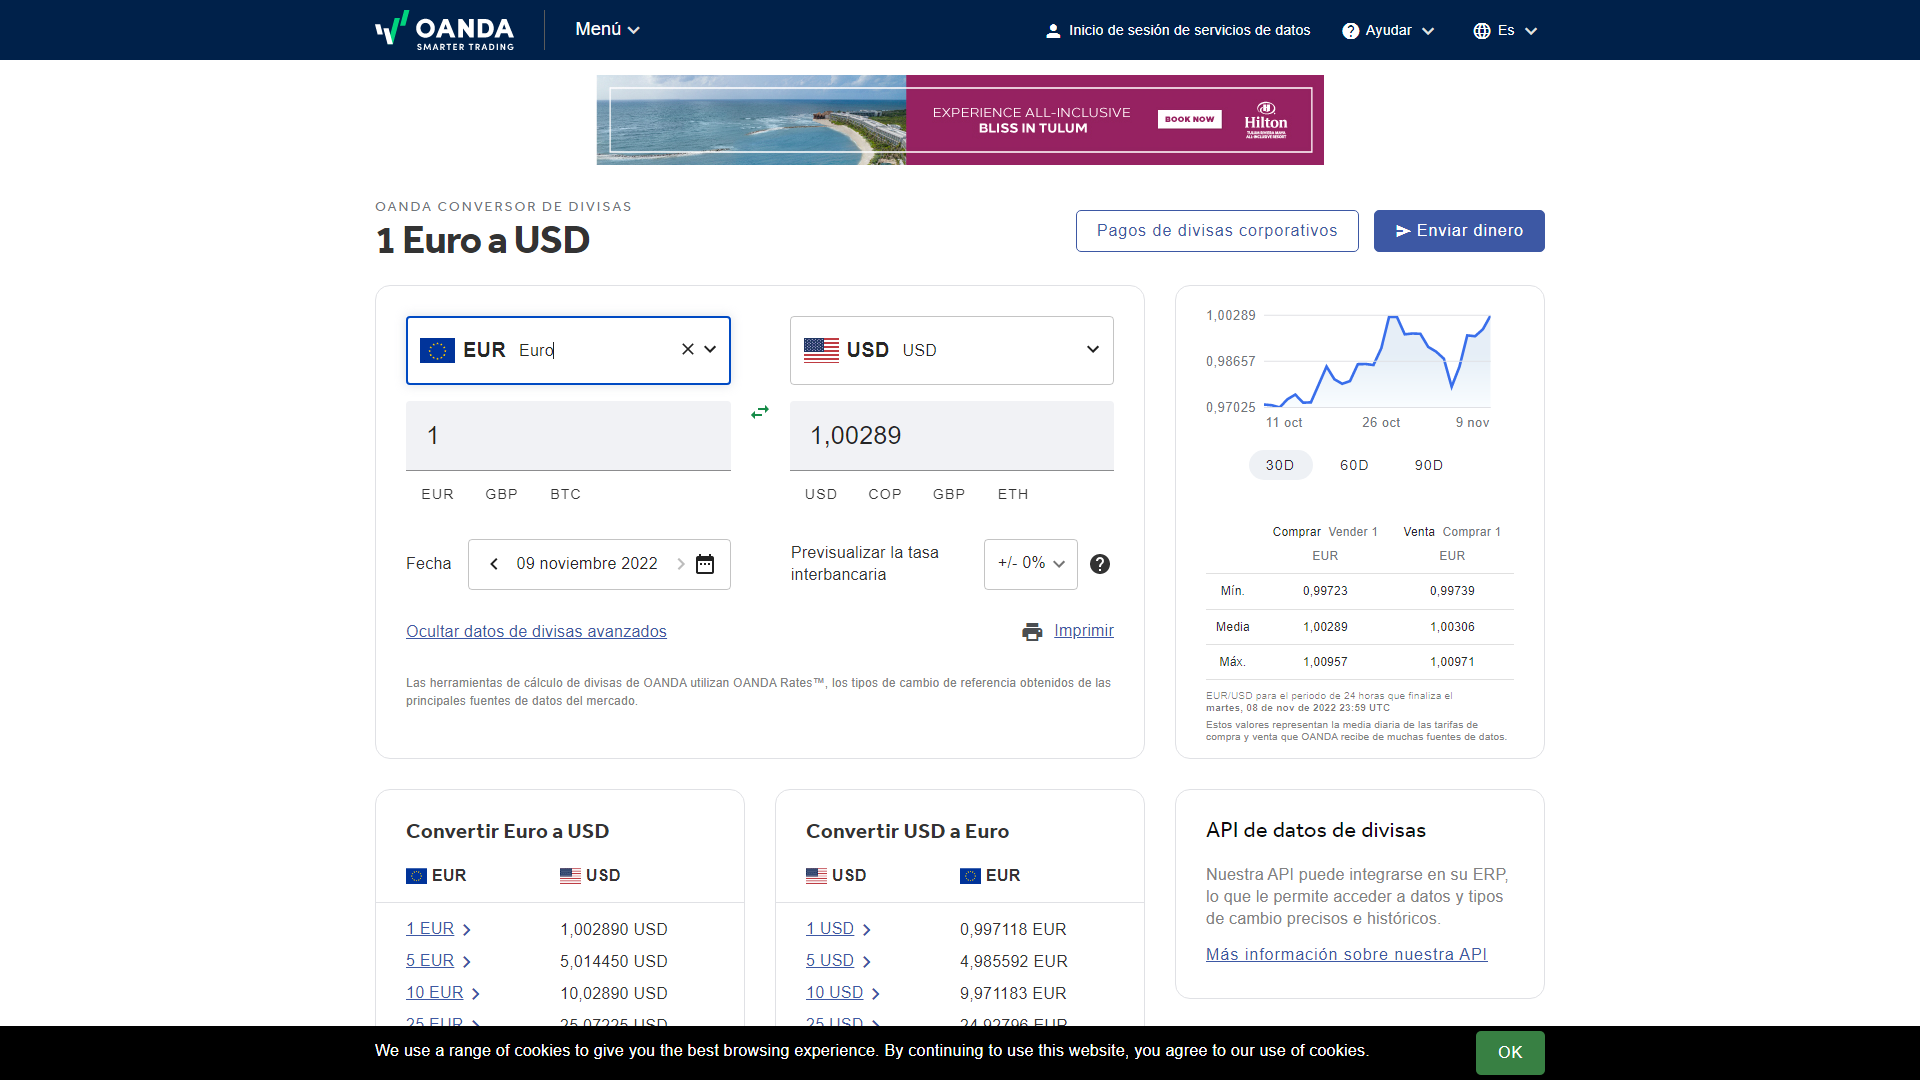 OANDA
SMARTER TRADING
Menú
Inicio de sesión de servicios de datos
Ayudar
Es
EXPERIENCE ALL-INCLUSIVE
BLISS IN TULUM
BOOK NOW
Hilton
TULUM RIVIERA MAYA
ALL-INCLUSIVE RESORT
OANDA CONVERSOR DE DIVISAS
1 Euro a USD
Pagos de divisas corporativos
Enviar dinero
EUR Euro
USD USD
1
1,00289
EUR GBP BTC
USD COP GBP ETH
Fecha
09 noviembre 2022
Previsualizar la tasa
interbancaria
+/- 0%
Ocultar datos de divisas avanzados
Imprimir
Las herramientas de cálculo de divisas de OANDA utilizan OANDA Rates™, los tipos de cambio de referencia obtenidos de las
principales fuentes de datos del mercado.
1,00289
0,98657
0,97025
11 oct 26 oct 9 nov
30D 60D 90D
Comprar Vender 1 Venta Comprar 1
EUR EUR
Mín. 0,99723 0,99739
Media 1,00289 1,00306
Máx. 1,00957 1,00971
EUR/USD para el periodo de 24 horas que finaliza el
martes, 08 de nov de 2022 23:59 UTC
Estos valores representan la media diaria de las tarifas de
compra y venta que OANDA recibe de muchas fuentes de datos.
Convertir Euro a USD
EUR USD
1 EUR 1,002890 USD
5 EUR 5,014450 USD
10 EUR 10,02890 USD
25 EUR 25,07225 USD
Convertir USD a Euro
USD EUR
1 USD 0,997118 EUR
5 USD 4,985592 EUR
10 USD 9,971183 EUR
25 USD 24,92796 EUR
API de datos de divisas
Nuestra API puede integrarse en su ERP,
lo que le permite acceder a datos y tipos
de cambio precisos e históricos.
Más información sobre nuestra API
We use a range of cookies to give you the best browsing experience. By continuing to use this website, you agree to our use of cookies.
OK